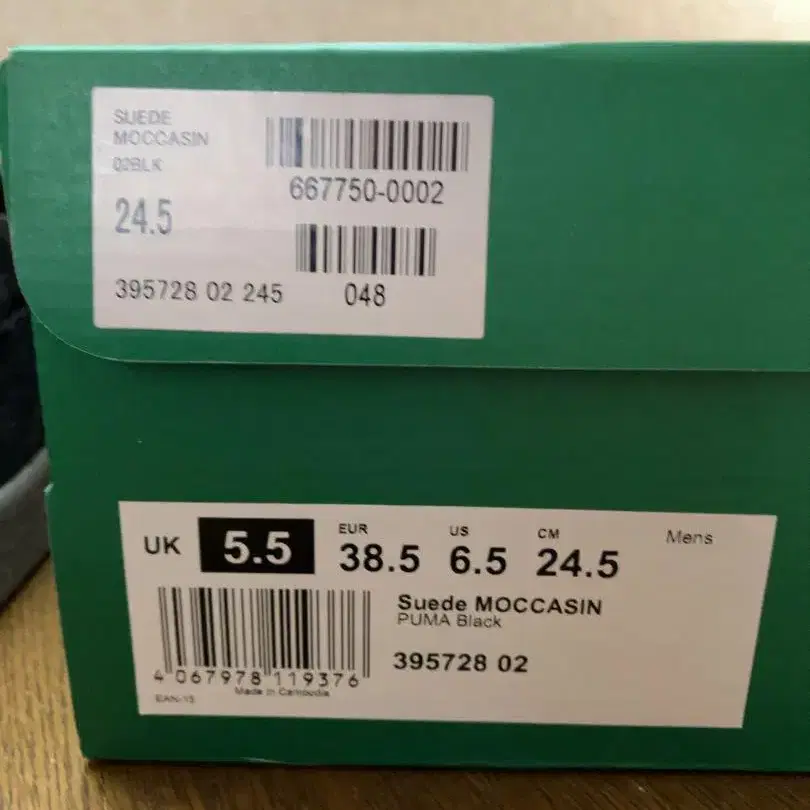 SUEDE
MOCCASIN
02BLK
667750-0002
24.5
395728 02 245
048
UK 5.5
EUR 38.5
US 6.5
CM 24.5
Mens
Suede MOCCASIN
PUMA Black
395728 02
4 067978 119376
Made in Cambodia
EAN-13